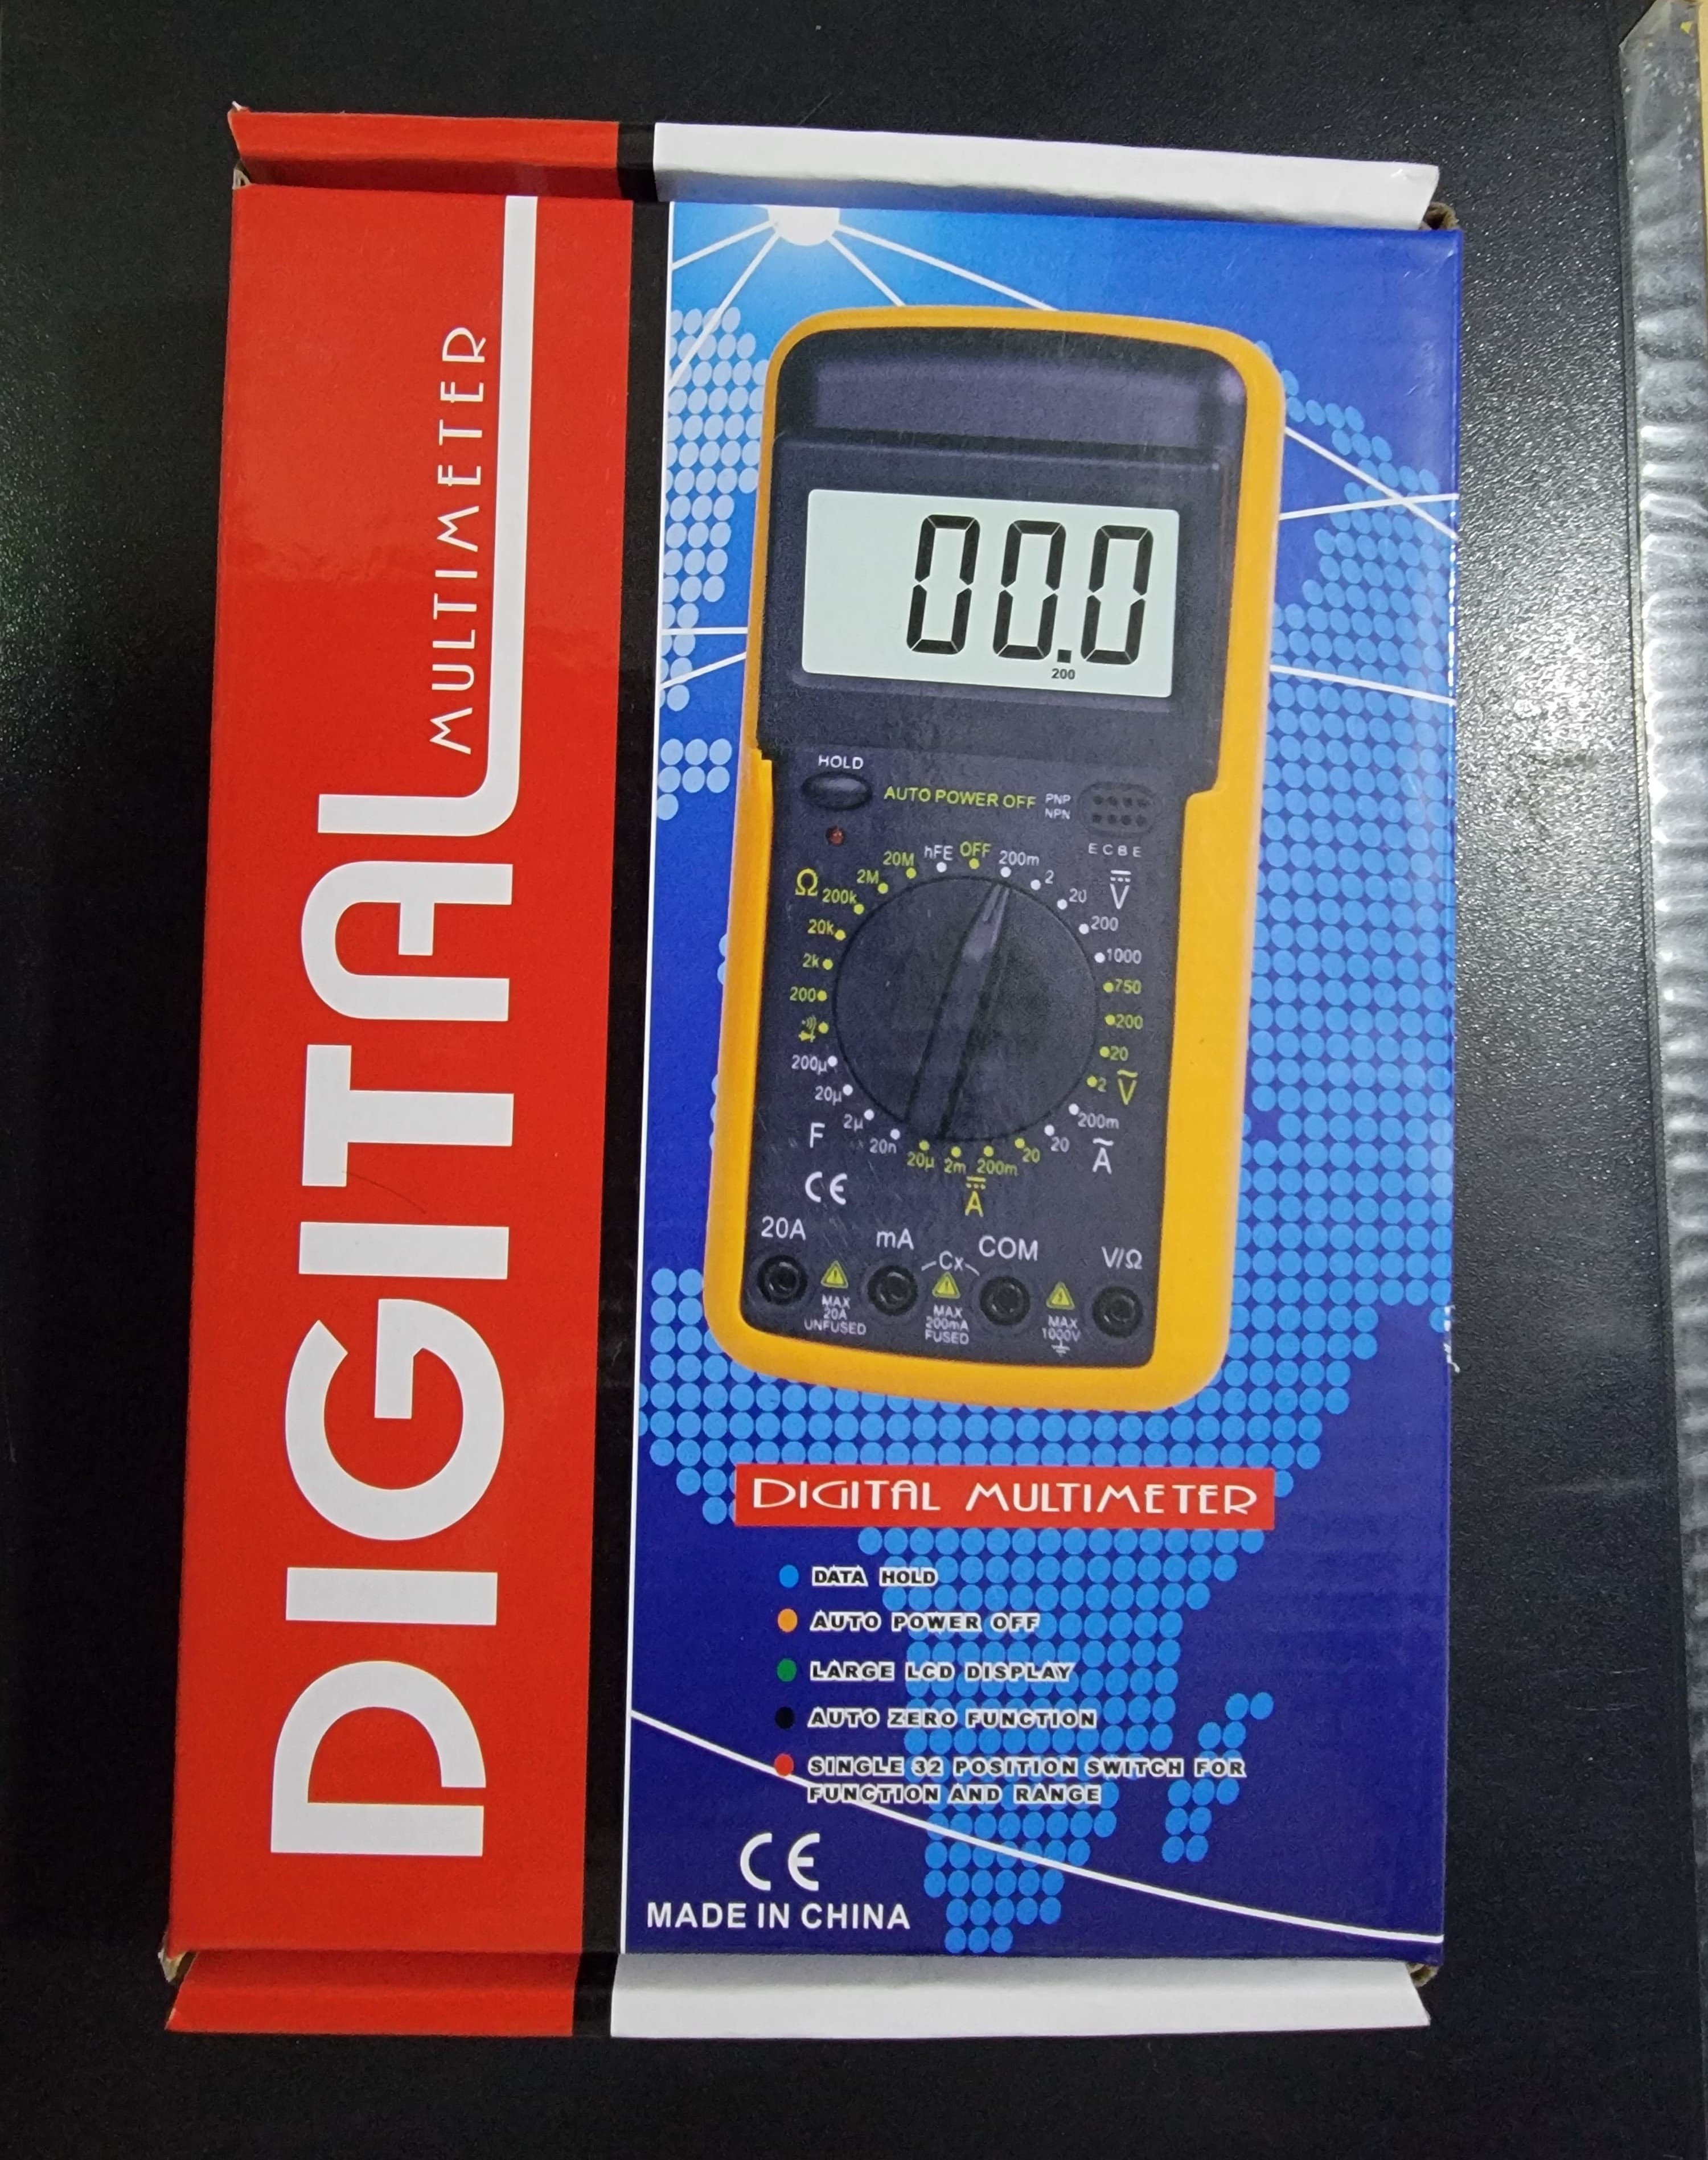 DIGITAL
MULTIMETER
00.0
200
HOLD
AUTO POWER OFF
PNP
NPN
E C B E
hFE
OFF
200m
2
20
200
1000
V
750
200
20
2
V
200m
20
A
20
200m
2m
20µ
A
20n
2µ
20µ
200µ
F
200
2k
20k
200k
2M
20M
Ω
CE
20A
mA
Cx
COM
V/Ω
MAX
20A
UNFUSED
MAX
200mA
FUSED
MAX
1000V
DIGITAL MULTIMETER
DATA HOLD
AUTO POWER OFF
LARGE LCD DISPLAY
AUTO ZERO FUNCTION
SINGLE 32 POSITION SWITCH FOR
FUNCTION AND RANGE
CE
MADE IN CHINA